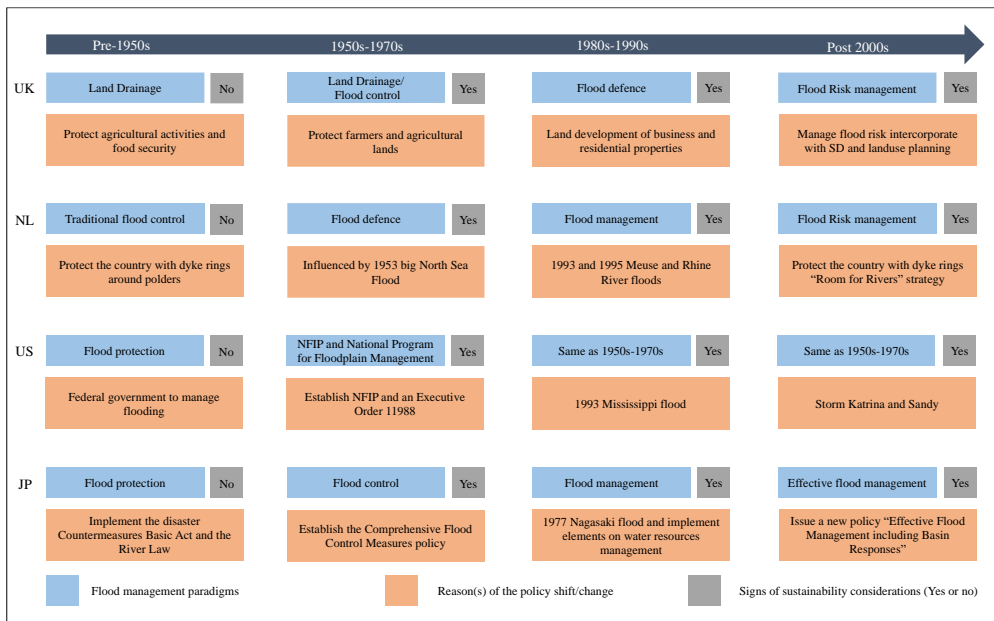 Pre-1950s
1950s-1970s
1980s-1990s
Post 2000s
UK
Land Drainage
No
Land Drainage/
Flood control
Yes
Flood defence
Yes
Flood Risk management
Yes
Protect agricultural activities and
food security
Protect farmers and agricultural
lands
Land development of business and
residential properties
Manage flood risk intercorporate
with SD and landuse planning
NL
Traditional flood control
No
Flood defence
Yes
Flood management
Yes
Flood Risk management
Yes
Protect the country with dyke rings
around polders
Influenced by 1953 big North Sea
Flood
1993 and 1995 Meuse and Rhine
River floods
Protect the country with dyke rings
“Room for Rivers” strategy
US
Flood protection
No
NFIP and National Program
for Floodplain Management
Yes
Same as 1950s-1970s
Yes
Same as 1950s-1970s
Yes
Federal government to manage
flooding
Establish NFIP and an Executive
Order 11988
1993 Mississippi flood
Storm Katrina and Sandy
JP
Flood protection
No
Flood control
Yes
Flood management
Yes
Effective flood management
Yes
Implement the disaster
Countermeasures Basic Act and the
River Law
Establish the Comprehensive Flood
Control Measures policy
1977 Nagasaki flood and implement
elements on water resources
management
Issue a new policy “Effective Flood
Management including Basin
Responses”
Flood management paradigms
Reason(s) of the policy shift/change
Signs of sustainability considerations (Yes or no)